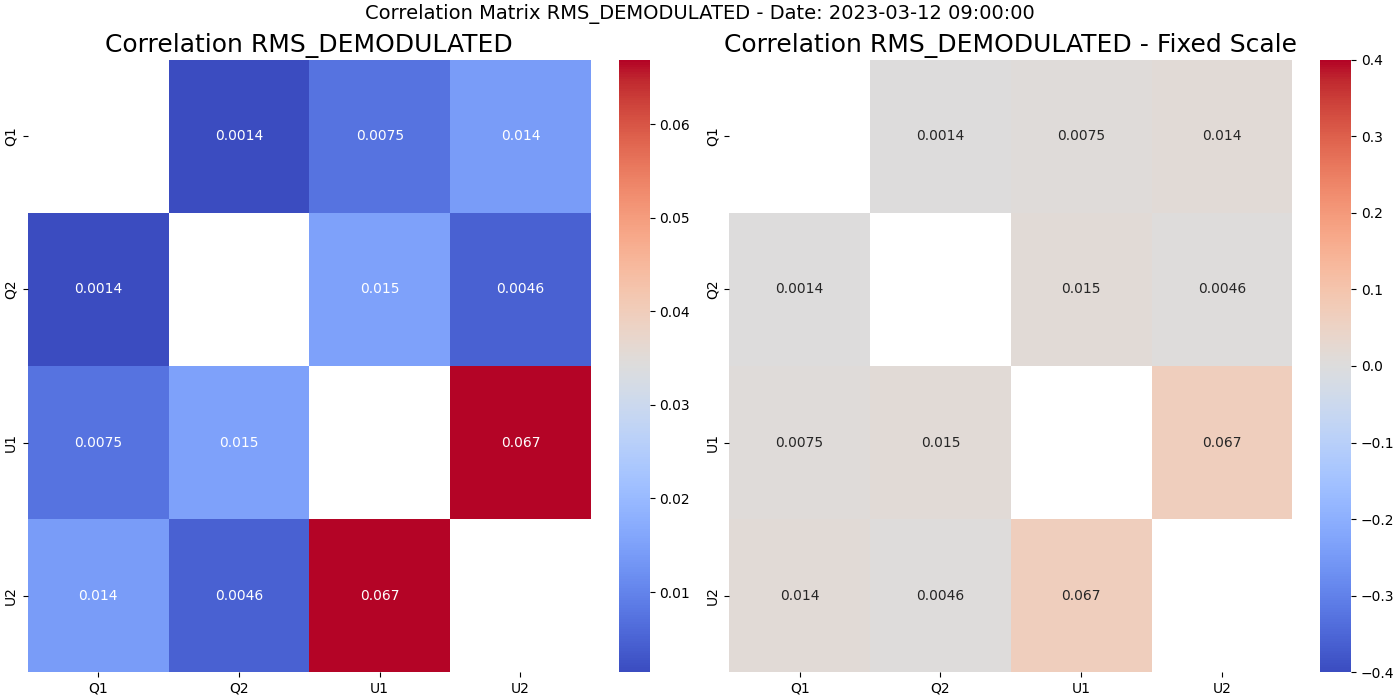 Correlation Matrix RMS_DEMODULATED - Date: 2023-03-12 09:00:00
Correlation RMS_DEMODULATED
Q1
0.0014
0.0075
0.014
Q2
0.0014
0.015
0.0046
U1
0.0075
0.015
0.067
U2
0.014
0.0046
0.067
Q1
Q2
U1
U2
0.06
0.05
0.04
0.03
0.02
0.01
Correlation RMS_DEMODULATED - Fixed Scale
Q1
0.0014
0.0075
0.014
Q2
0.0014
0.015
0.0046
U1
0.0075
0.015
0.067
U2
0.014
0.0046
0.067
Q1
Q2
U1
U2
0.4
0.3
0.2
0.1
0.0
−0.1
−0.2
−0.3
−0.4